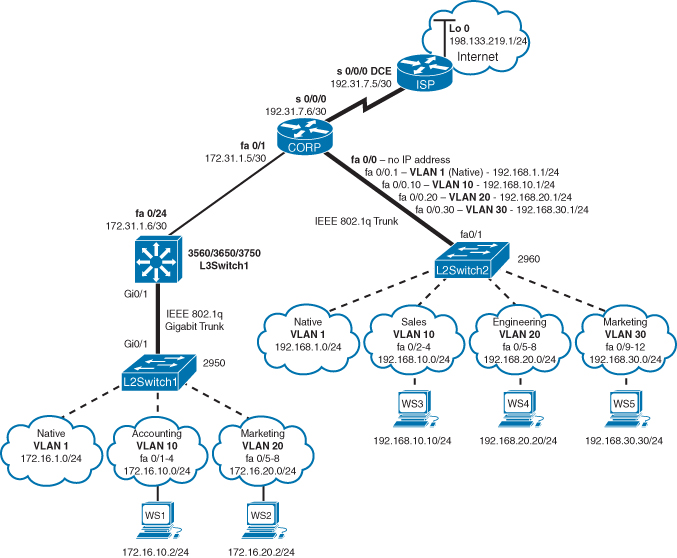 Lo 0
198.133.219.1/24
Internet
s 0/0/0 DCE
192.31.7.5/30
ISP
s 0/0/0
192.31.7.6/30
CORP
fa 0/1
172.31.1.5/30
fa 0/0 – no IP address
fa 0/0.1 – VLAN 1 (Native) - 192.168.1.1/24
fa 0/0.10 – VLAN 10 - 192.168.10.1/24
fa 0/0.20 – VLAN 20 - 192.168.20.1/24
fa 0/0.30 – VLAN 30 - 192.168.30.1/24
IEEE 802.1q Trunk
fa 0/24
172.31.1.6/30
3560/3650/3750
L3Switch1
Gi0/1
IEEE 802.1q
Gigabit Trunk
Gi0/1
2950
L2Switch1
fa0/1
2960
L2Switch2
Native
VLAN 1
192.168.1.0/24
Sales
VLAN 10
fa 0/2-4
192.168.10.0/24
Engineering
VLAN 20
fa 0/5-8
192.168.20.0/24
Marketing
VLAN 30
fa 0/9-12
192.168.30.0/24
WS3
192.168.10.10/24
WS4
192.168.20.20/24
WS5
192.168.30.30/24
Native
VLAN 1
172.16.1.0/24
Accounting
VLAN 10
fa 0/1-4
172.16.10.0/24
Marketing
VLAN 20
fa 0/5-8
172.16.20.0/24
WS1
172.16.10.2/24
WS2
172.16.20.2/24